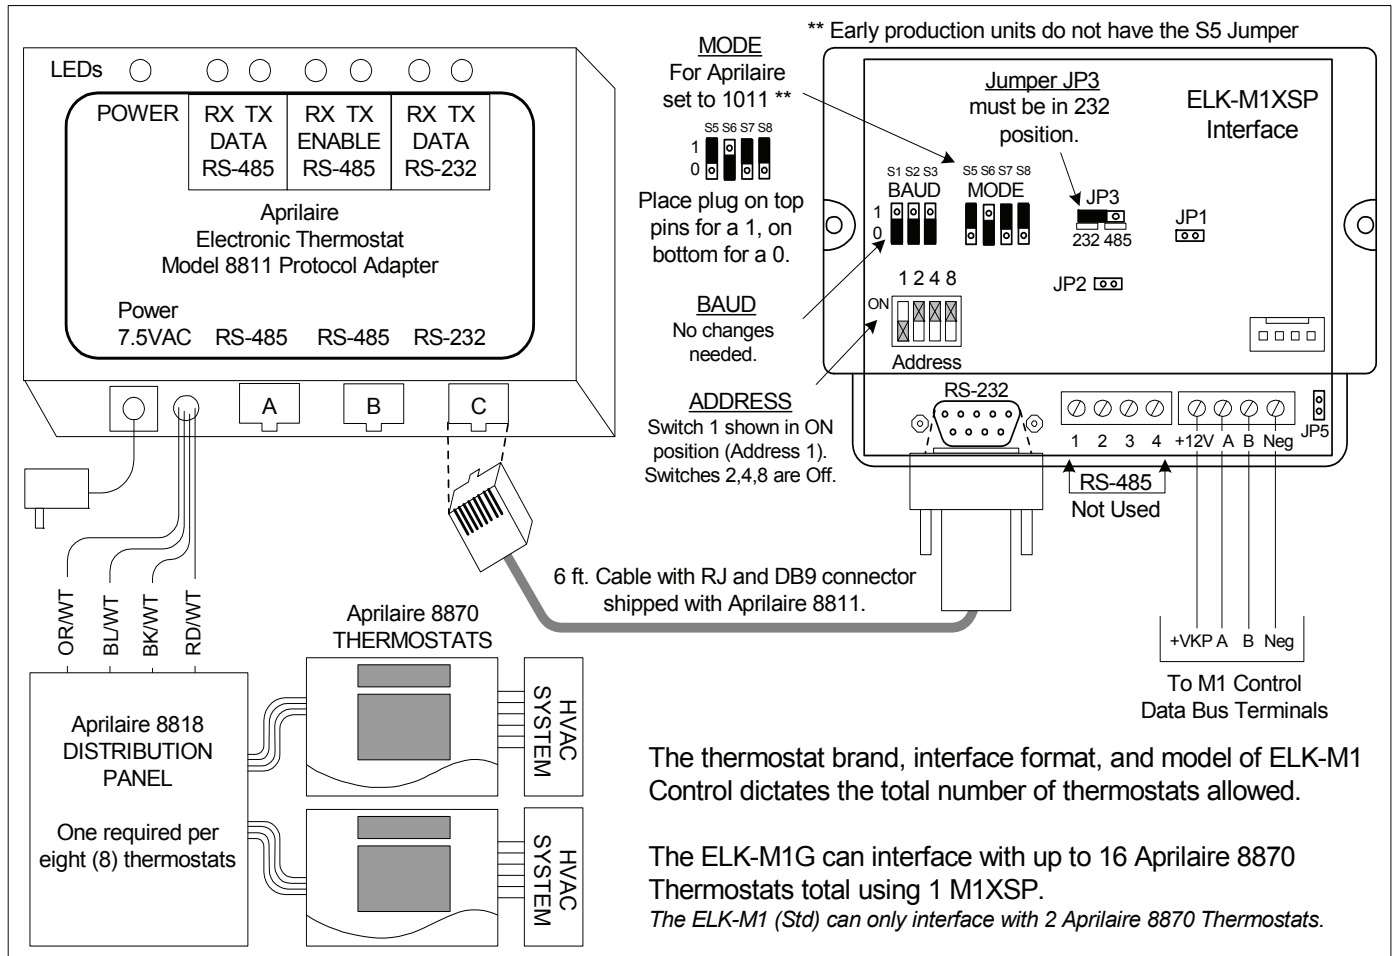 ** Early production units do not have the S5 Jumper
LEDs
POWER
RX TX
DATA
RS-485
RX TX
ENABLE
RS-485
RX TX
DATA
RS-232
Aprilaire
Electronic Thermostat
Model 8811 Protocol Adapter
Power
7.5VAC
RS-485
RS-485
RS-232
A
B
C
MODE
For Aprilaire
set to 1011 **
S5 S6 S7 S8
1
0
Place plug on top
pins for a 1, on
bottom for a 0.
BAUD
No changes
needed.
ADDRESS
Switch 1 shown in ON
position (Address 1).
Switches 2,4,8 are Off.
Jumper JP3
must be in 232
position.
ELK-M1XSP
Interface
S1 S2 S3
BAUD
S5 S6 S7 S8
MODE
1
0
JP3
232 485
JP1
JP2
1 2 4 8
ON
Address
RS-232
1 2 3 4
+12V A B Neg
JP5
RS-485
Not Used
+VKP A B Neg
To M1 Control
Data Bus Terminals
6 ft. Cable with RJ and DB9 connector
shipped with Aprilaire 8811.
OR/WT
BL/WT
BK/WT
RD/WT
Aprilaire 8870
THERMOSTATS
HVAC
SYSTEM
HVAC
SYSTEM
Aprilaire 8818
DISTRIBUTION
PANEL
One required per
eight (8) thermostats
The thermostat brand, interface format, and model of ELK-M1
Control dictates the total number of thermostats allowed.
The ELK-M1G can interface with up to 16 Aprilaire 8870
Thermostats total using 1 M1XSP.
The ELK-M1 (Std) can only interface with 2 Aprilaire 8870 Thermostats.